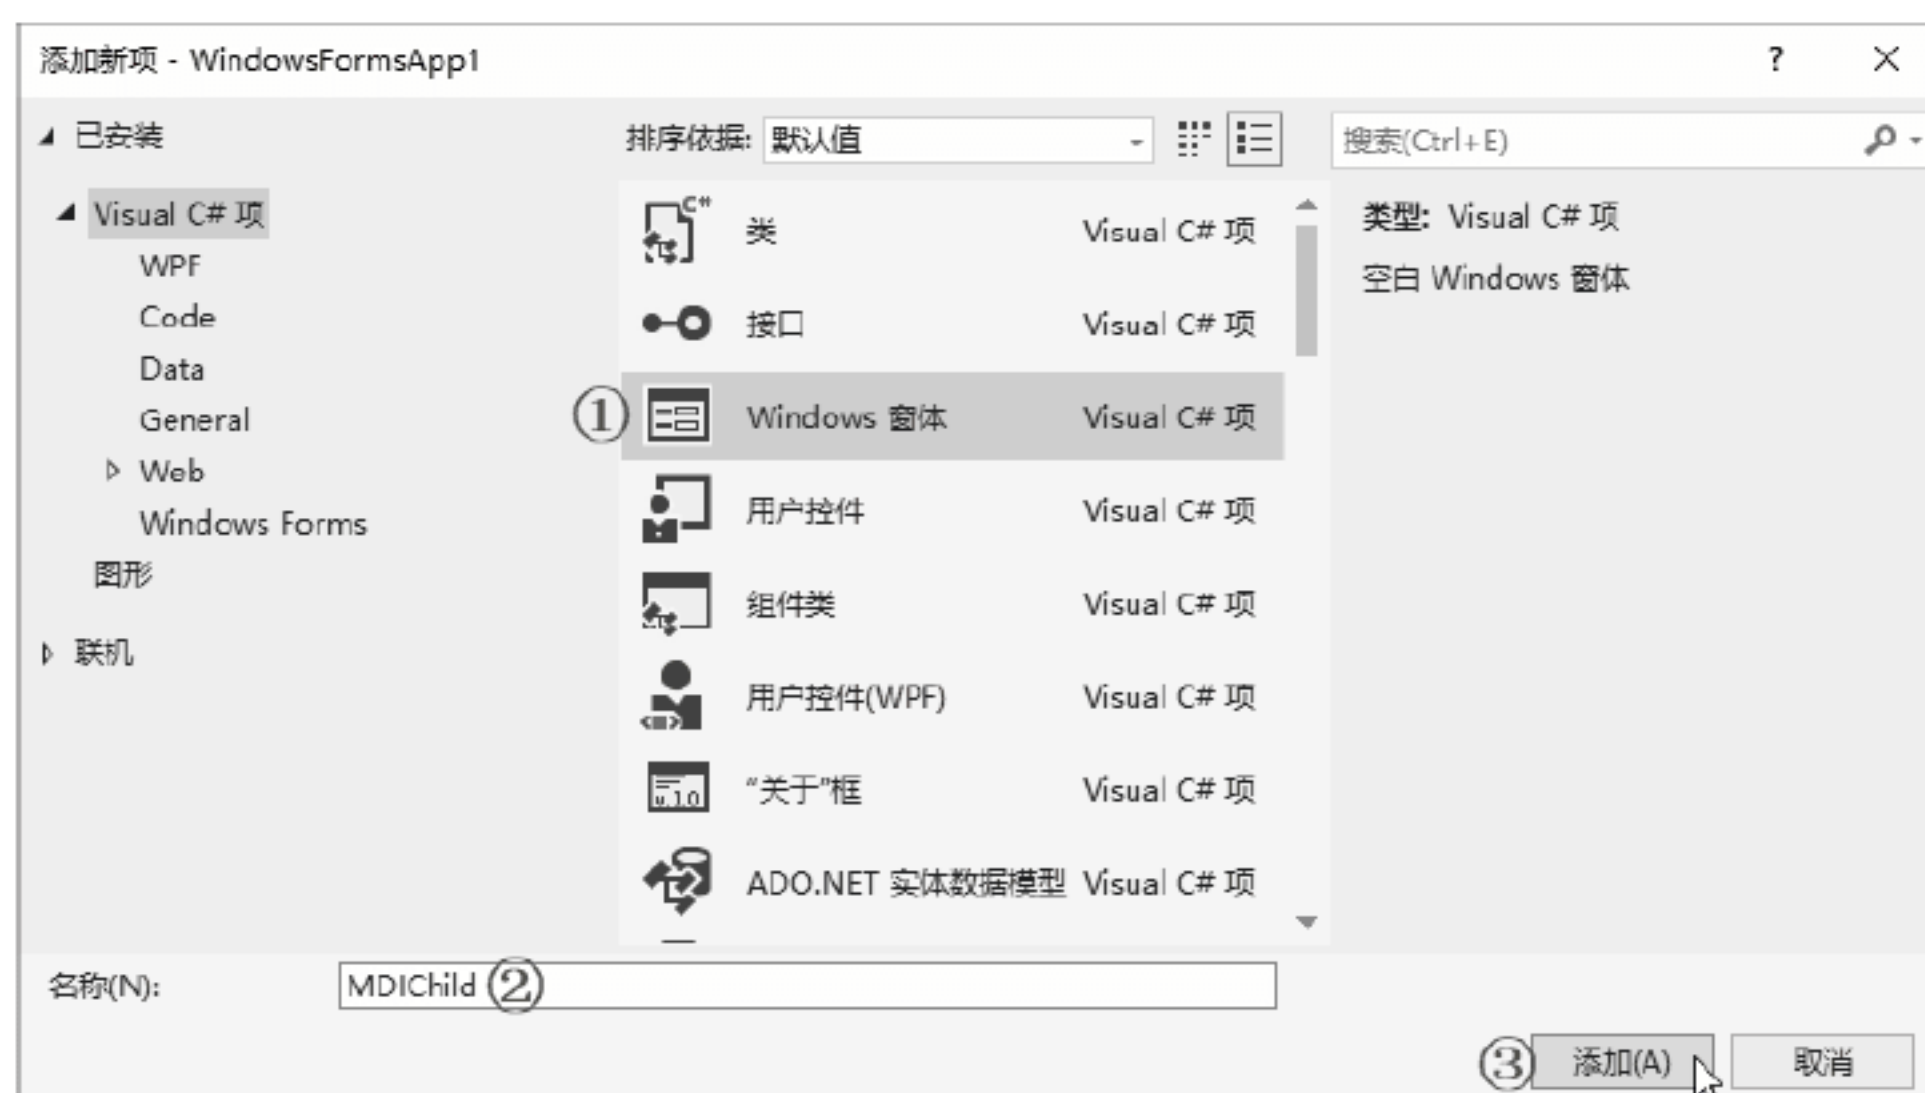 添加新项 - WindowsFormsApp1
? ×
已安装
排序依据: 默认值
搜索(Ctrl+E)
Visual C# 项
WPF
Code
Data
General
Web
Windows Forms
图形
联机
类 Visual C# 项
接口 Visual C# 项
① Windows 窗体 Visual C# 项
用户控件 Visual C# 项
组件类 Visual C# 项
用户控件(WPF) Visual C# 项
“关于”框 Visual C# 项
ADO.NET 实体数据模型 Visual C# 项
类型: Visual C# 项
空白 Windows 窗体
名称(N): MDIChild ②
③ 添加(A) 取消